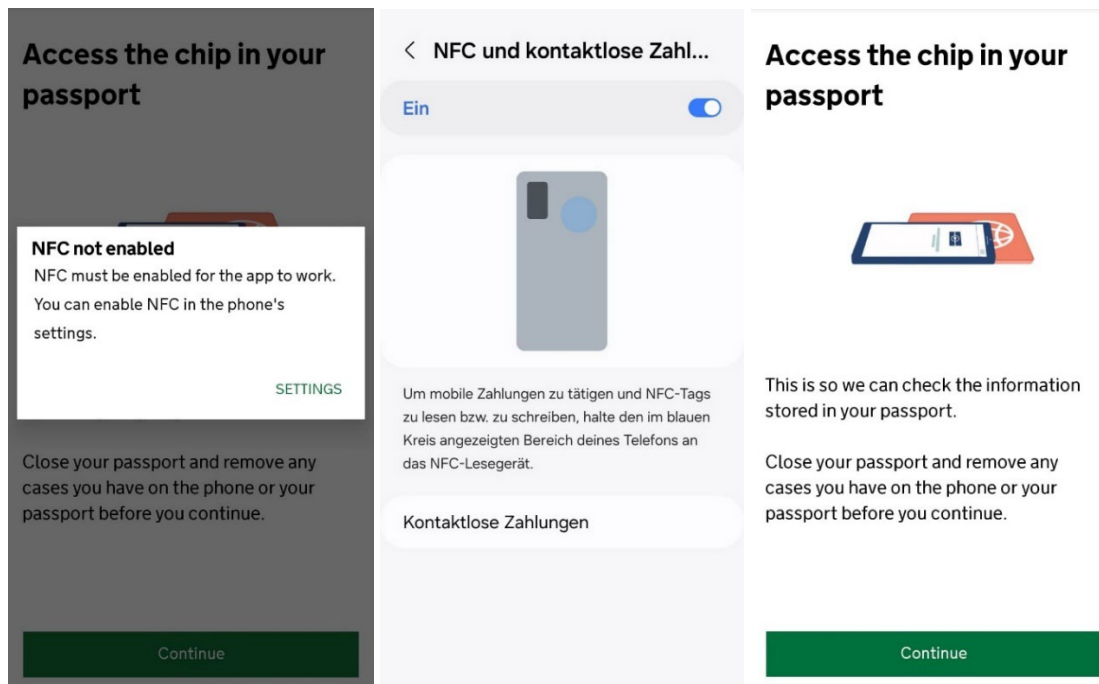 Access the chip in your
passport
NFC not enabled
NFC must be enabled for the app to work.
You can enable NFC in the phone's
settings.
SETTINGS
Close your passport and remove any
cases you have on the phone or your
passport before you continue.
Continue
NFC und kontaktlose Zahl...
Ein
Um mobile Zahlungen zu tätigen und NFC-Tags
zu lesen bzw. zu schreiben, halte den im blauen
Kreis angezeigten Bereich deines Telefons an
das NFC-Lesegerät.
Kontaktlose Zahlungen
Access the chip in your
passport
This is so we can check the information
stored in your passport.
Close your passport and remove any
cases you have on the phone or your
passport before you continue.
Continue